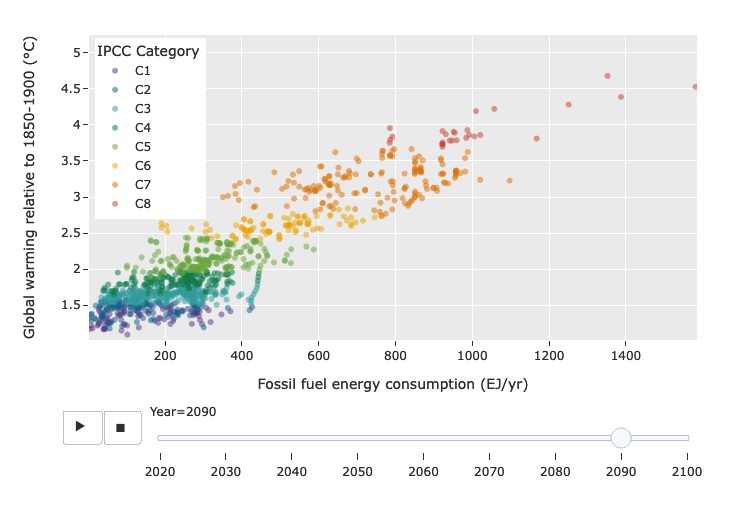 IPCC Category
C1
C2
C3
C4
C5
C6
C7
C8
Global warming relative to 1850-1900 (°C)
5
4.5
4
3.5
3
2.5
2
1.5
200 400 600 800 1000 1200 1400
Fossil fuel energy consumption (EJ/yr)
Year=2090
2020 2030 2040 2050 2060 2070 2080 2090 2100